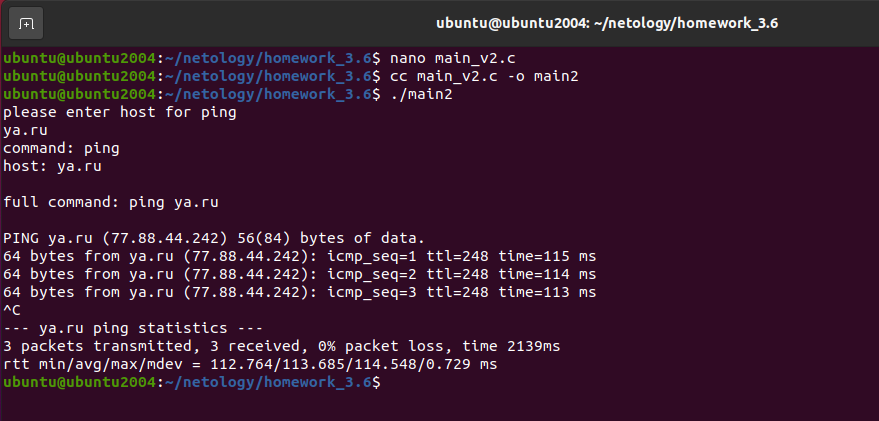 ubuntu@ubuntu2004: ~/netology/homework_3.6
ubuntu@ubuntu2004:~/netology/homework_3.6$ nano main_v2.c
ubuntu@ubuntu2004:~/netology/homework_3.6$ cc main_v2.c -o main2
ubuntu@ubuntu2004:~/netology/homework_3.6$ ./main2
please enter host for ping
ya.ru
command: ping
host: ya.ru

full command: ping ya.ru

PING ya.ru (77.88.44.242) 56(84) bytes of data.
64 bytes from ya.ru (77.88.44.242): icmp_seq=1 ttl=248 time=115 ms
64 bytes from ya.ru (77.88.44.242): icmp_seq=2 ttl=248 time=114 ms
64 bytes from ya.ru (77.88.44.242): icmp_seq=3 ttl=248 time=113 ms
^C
--- ya.ru ping statistics ---
3 packets transmitted, 3 received, 0% packet loss, time 2139ms
rtt min/avg/max/mdev = 112.764/113.685/114.548/0.729 ms
ubuntu@ubuntu2004:~/netology/homework_3.6$